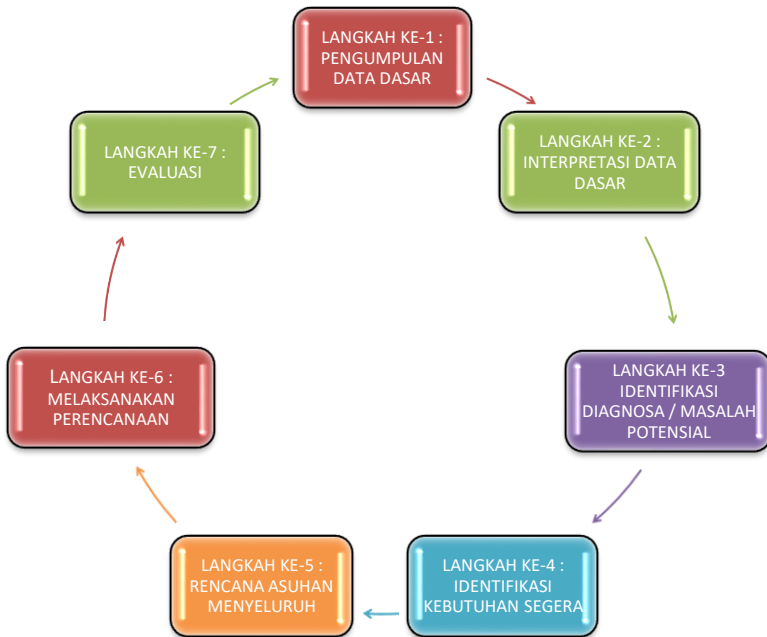 LANGKAH KE-1 :
PENGUMPULAN
DATA DASAR
LANGKAH KE-2 :
INTERPRETASI DATA
DASAR
LANGKAH KE-3
IDENTIFIKASI
DIAGNOSA / MASALAH
POTENSIAL
LANGKAH KE-4 :
IDENTIFIKASI
KEBUTUHAN SEGERA
LANGKAH KE-5 :
RENCANA ASUHAN
MENYELURUH
LANGKAH KE-6 :
MELAKSANAKAN
PERENCANAAN
LANGKAH KE-7 :
EVALUASI